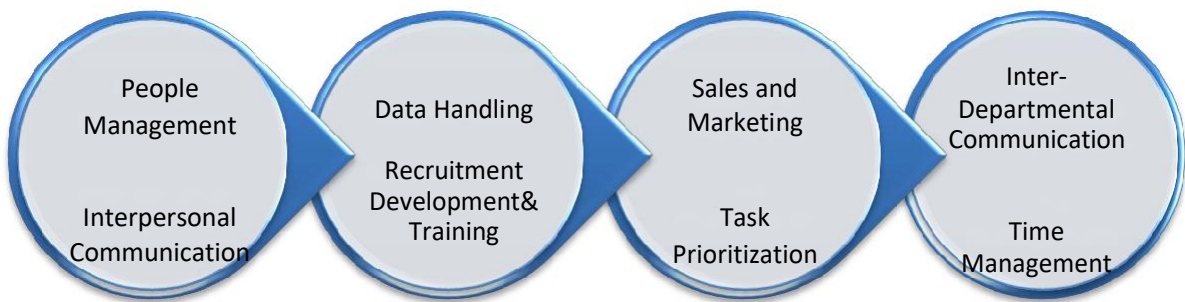 People
Management
Interpersonal
Communication
Data Handling
Recruitment
Development&
Training
Sales and
Marketing
Task
Prioritization
Inter-
Departmental
Communication
Time
Management